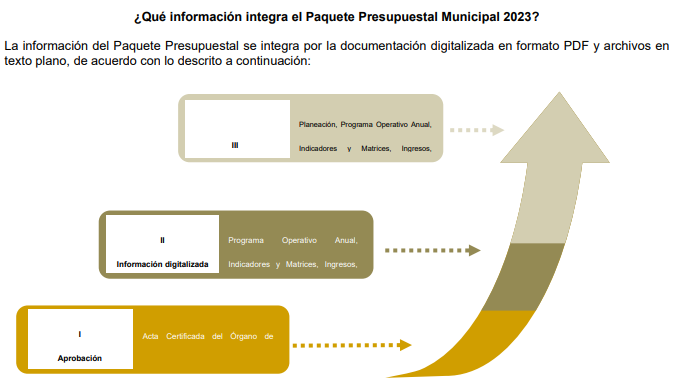 ¿Qué información integra el Paquete Presupuestal Municipal 2023?
La información del Paquete Presupuestal se integra por la documentación digitalizada en formato PDF y archivos en
texto plano, de acuerdo con lo descrito a continuación:
III
Planeación, Programa Operativo Anual,
Indicadores y Matrices, Ingresos,
II
Información digitalizada
Programa Operativo Anual,
Indicadores y Matrices, Ingresos,
I
Aprobación
Acta Certificada del Órgano de